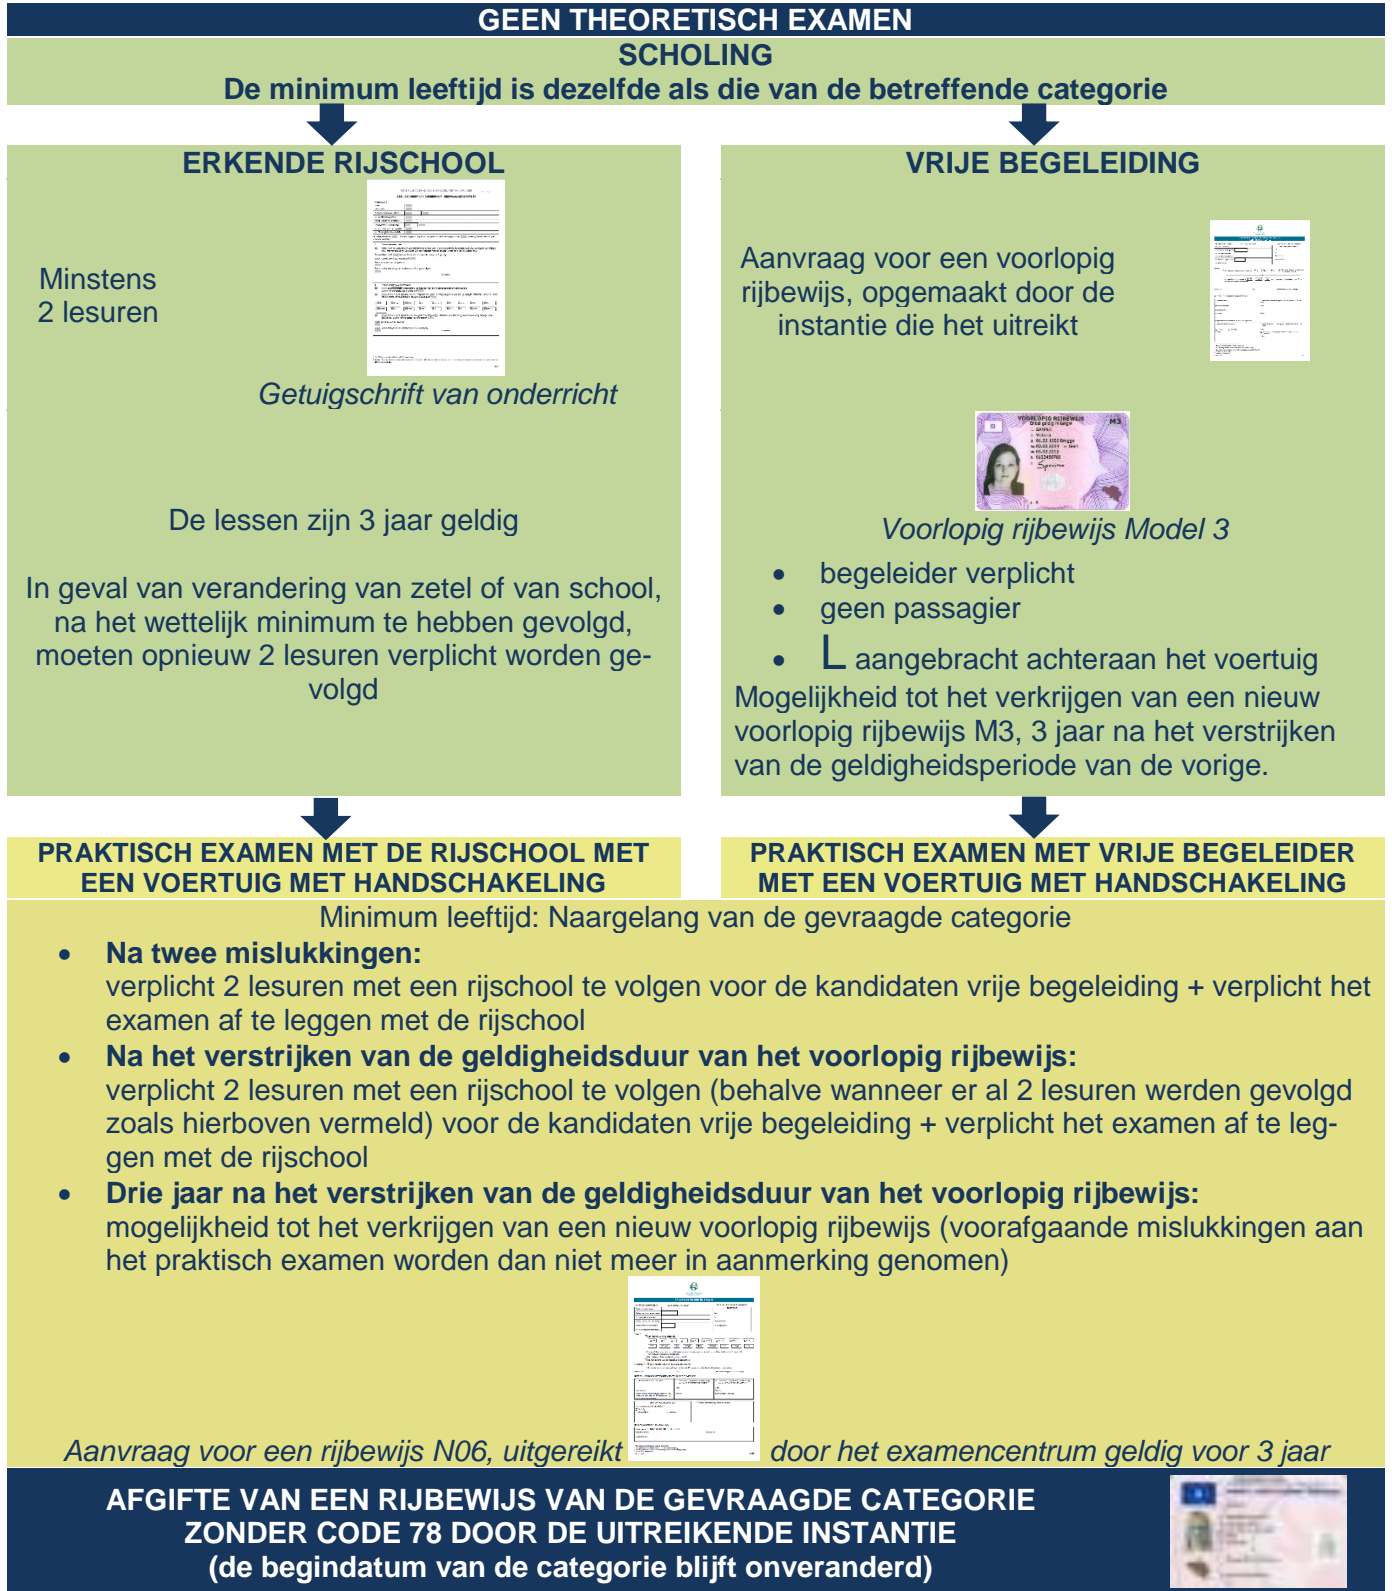 GEEN THEORETISCH EXAMEN
SCHOLING
De minimum leeftijd is dezelfde als die van de betreffende categorie
ERKENDE RIJSCHOOL
Minstens
2 lesuren
Getuigschrift van onderricht
De lessen zijn 3 jaar geldig
In geval van verandering van zetel of van school,
na het wettelijk minimum te hebben gevolgd,
moeten opnieuw 2 lesuren verplicht worden ge-
volgd
VRIJE BEGELEIDING
Aanvraag voor een voorlopig
rijbewijs, opgemaakt door de
instantie die het uitreikt
VOORLOPIG RIJBEWIJS
M3
Voorlopig rijbewijs Model 3
• begeleider verplicht
• geen passagier
• L aangebracht achteraan het voertuig
Mogelijkheid tot het verkrijgen van een nieuw
voorlopig rijbewijs M3, 3 jaar na het verstrijken
van de geldigheidsperiode van de vorige.
PRAKTISCH EXAMEN MET DE RIJSCHOOL MET
EEN VOERTUIG MET HANDSCHAKELING
PRAKTISCH EXAMEN MET VRIJE BEGELEIDER
MET EEN VOERTUIG MET HANDSCHAKELING
Minimum leeftijd: Naargelang van de gevraagde categorie
• Na twee mislukkingen:
verplicht 2 lesuren met een rijschool te volgen voor de kandidaten vrije begeleiding + verplicht het
examen af te leggen met de rijschool
• Na het verstrijken van de geldigheidsduur van het voorlopig rijbewijs:
verplicht 2 lesuren met een rijschool te volgen (behalve wanneer er al 2 lesuren werden gevolgd
zoals hierboven vermeld) voor de kandidaten vrije begeleiding + verplicht het examen af te leg-
gen met de rijschool
• Drie jaar na het verstrijken van de geldigheidsduur van het voorlopig rijbewijs:
mogelijkheid tot het verkrijgen van een nieuw voorlopig rijbewijs (voorafgaande mislukkingen aan
het praktisch examen worden dan niet meer in aanmerking genomen)
Aanvraag voor een rijbewijs N06, uitgereikt door het examencentrum geldig voor 3 jaar
AFGIFTE VAN EEN RIJBEWIJS VAN DE GEVRAAGDE CATEGORIE
ZONDER CODE 78 DOOR DE UITREIKENDE INSTANTIE
(de begindatum van de categorie blijft onveranderd)